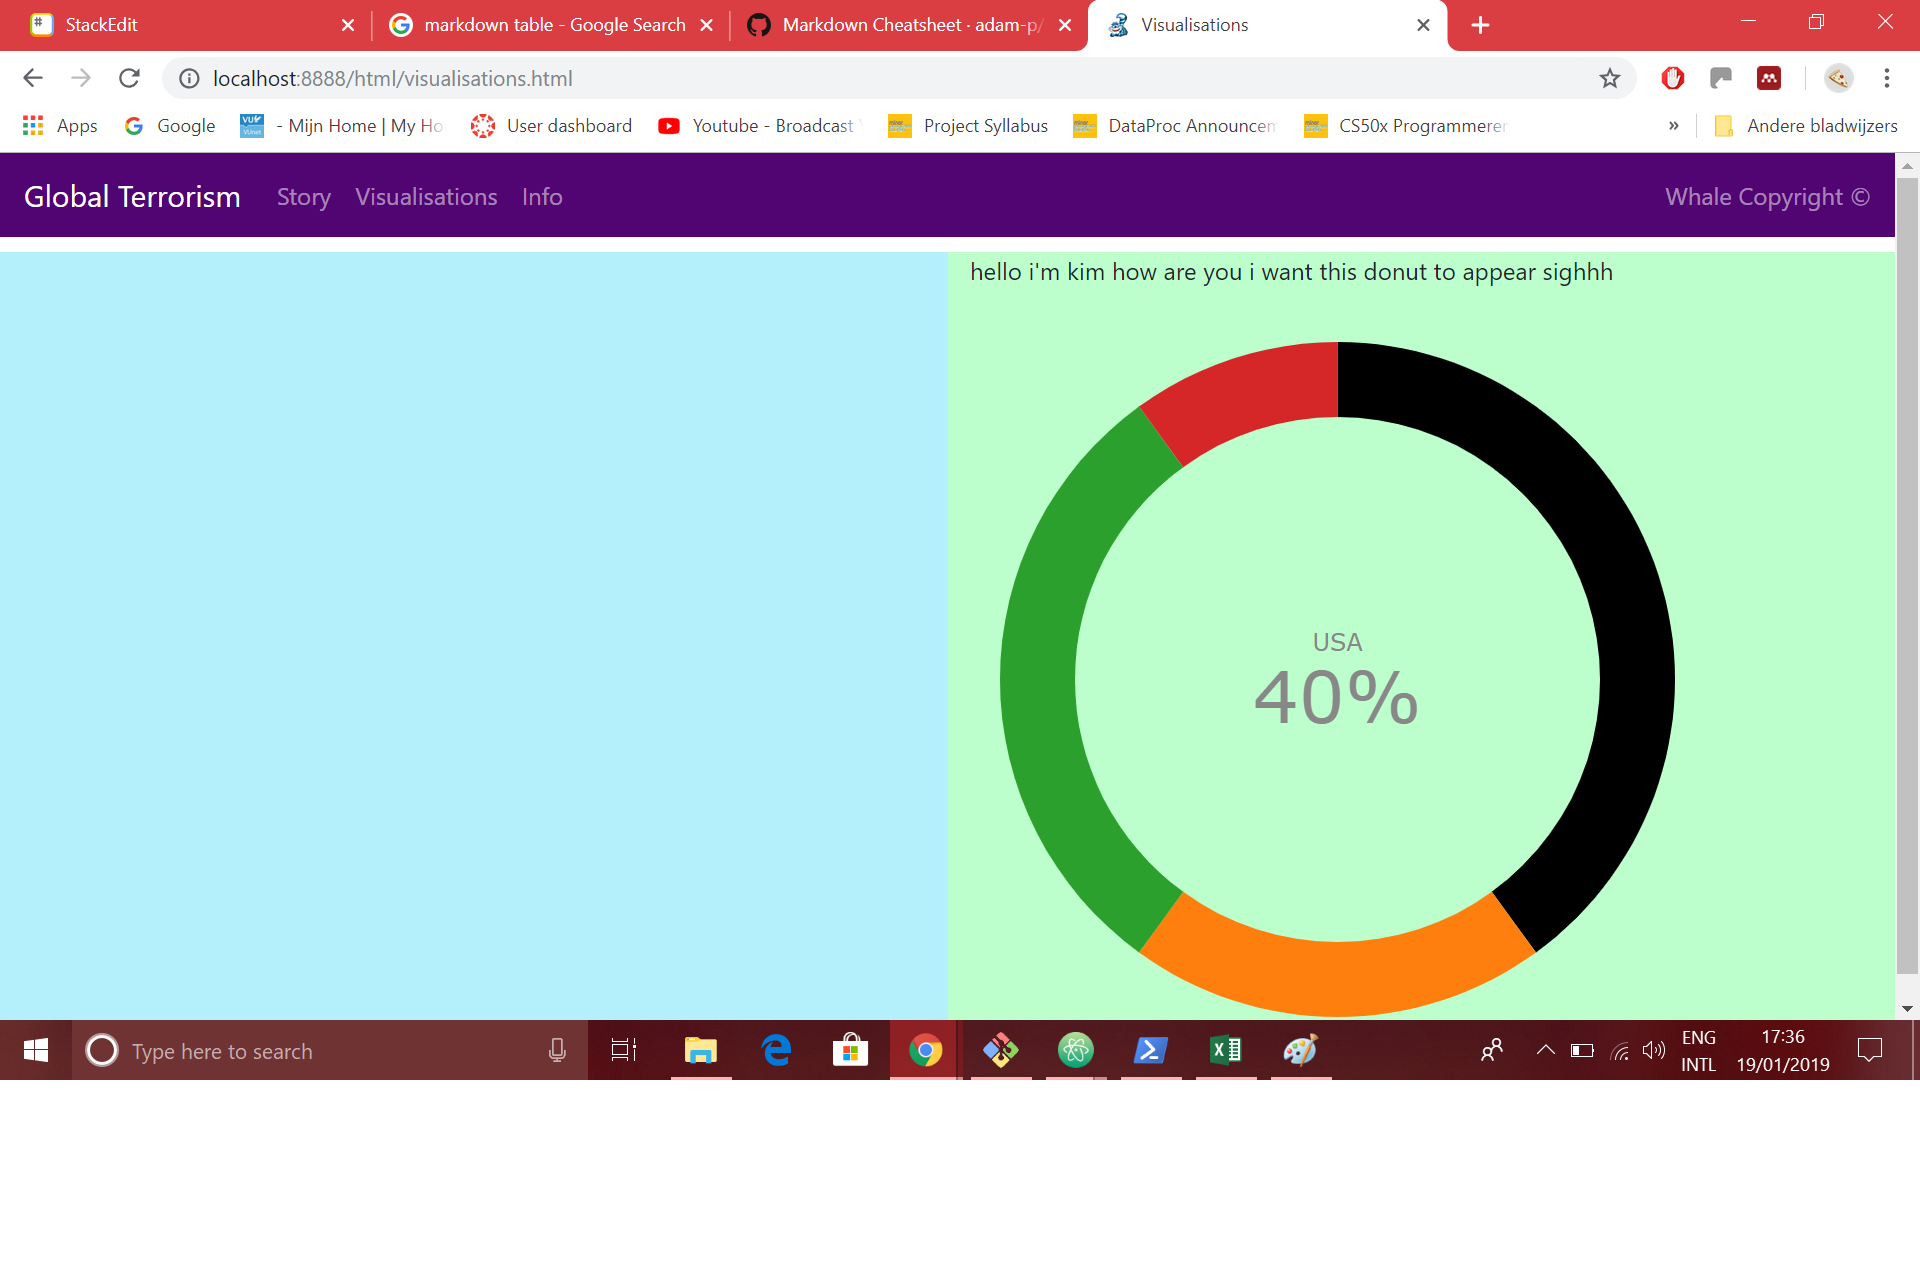 StackEdit
markdown table - Google Search
Markdown Cheatsheet · adam-p/
Visualisations
localhost:8888/html/visualisations.html
Apps
Google
- Mijn Home | My Ho
User dashboard
Youtube - Broadcast
Project Syllabus
DataProc Announcem
CS50x Programmeren
»
Andere bladwijzers
Global Terrorism
Story
Visualisations
Info
Whale Copyright ©
hello i'm kim how are you i want this donut to appear sighhh
USA
40%
Type here to search
ENG
INTL
17:36
19/01/2019